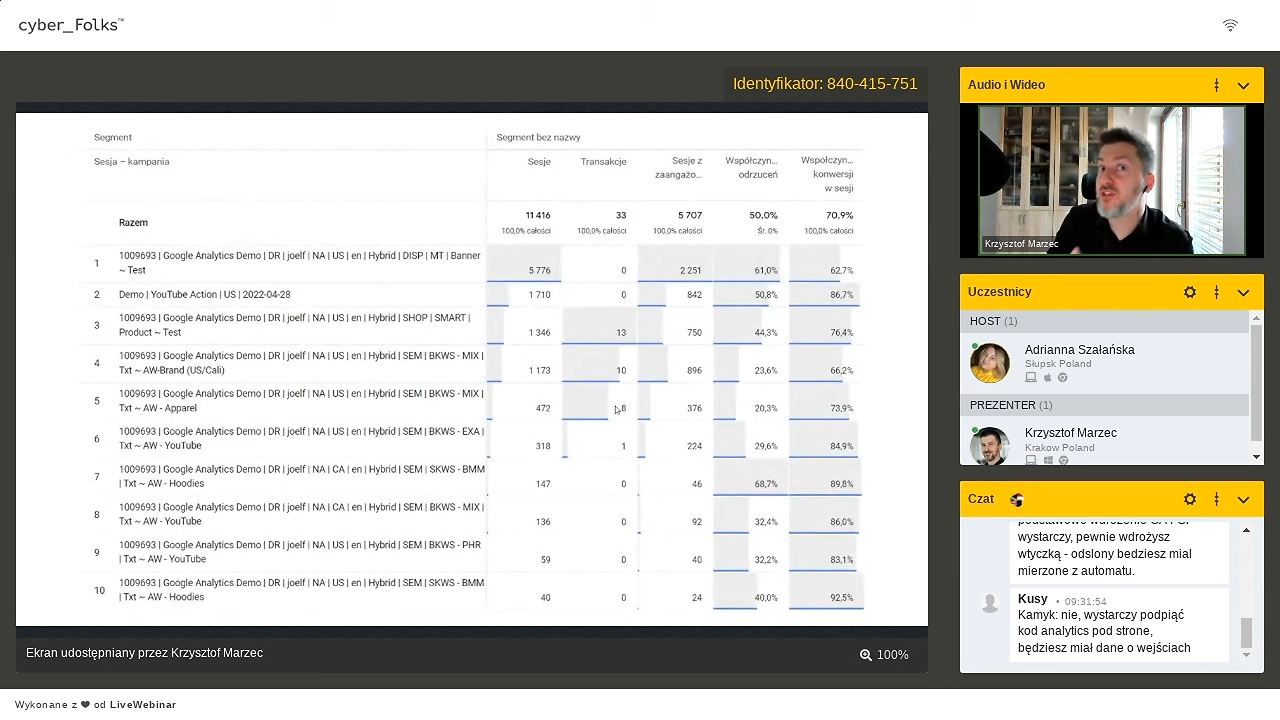 cyber_Folks™
Identyfikator: 840-415-751
Segment
Segment bez nazwy
Sesja – kampania
Sesje
Transakcje
Sesje z zaangażo...
Współczyn... odrzuceń
Współczyn... konwersji w sesji
Razem
11 416 33 5 707 50,0% 70,9%
100,0% całości 100,0% całości 100,0% całości Śr. 0% 100,0% całości
1 1009693 | Google Analytics Demo | DR | joelf | NA | US | en | Hybrid | DISP | MT | Banner
~ Test 5 776 0 2 251 61,0% 62,7%
2 Demo | YouTube Action | US | 2022-04-28 1 710 0 842 50,8% 86,7%
3 1009693 | Google Analytics Demo | DR | joelf | NA | US | en | Hybrid | SHOP | SMART |
Product ~ Test 1 346 13 750 44,3% 76,4%
4 1009693 | Google Analytics Demo | DR | joelf | NA | US | en | Hybrid | SEM | BKWS - MIX |
Txt ~ AW-Brand (US/Cali) 1 173 10 896 23,6% 66,2%
5 1009693 | Google Analytics Demo | DR | joelf | NA | US | en | Hybrid | SEM | BKWS - MIX |
Txt ~ AW - Apparel 472 8 376 20,3% 73,9%
6 1009693 | Google Analytics Demo | DR | joelf | NA | US | en | Hybrid | SEM | BKWS - EXA |
Txt ~ AW - YouTube 318 1 224 29,6% 84,9%
7 1009693 | Google Analytics Demo | DR | joelf | NA | CA | en | Hybrid | SEM | SKWS - BMM
| Txt ~ AW - Hoodies 147 0 46 68,7% 89,8%
8 1009693 | Google Analytics Demo | DR | joelf | NA | CA | en | Hybrid | SEM | BKWS - MIX |
Txt ~ AW - YouTube 136 0 92 32,4% 86,0%
9 1009693 | Google Analytics Demo | DR | joelf | NA | US | en | Hybrid | SEM | BKWS - PHR
| Txt ~ AW - YouTube 59 0 40 32,2% 83,1%
10 1009693 | Google Analytics Demo | DR | joelf | NA | US | en | Hybrid | SEM | SKWS - BMM
| Txt ~ AW - Hoodies 40 0 24 40,0% 92,5%
Ekran udostępniany przez Krzysztof Marzec
100%
Audio i Wideo
Krzysztof Marzec
Uczestnicy
HOST (1)
Adrianna Szałańska
Słupsk Poland
PREZENTER (1)
Krzysztof Marzec
Krakow Poland
Czat
wystarczy, pewnie wdrożysz
wtyczką - odslony bedziesz mial
mierzone z automatu.
Kusy • 09:31:54
Kamyk: nie, wystarczy podpiąć
kod analytics pod strone,
będziesz miał dane o wejściach
Wykonane z ❤ od LiveWebinar